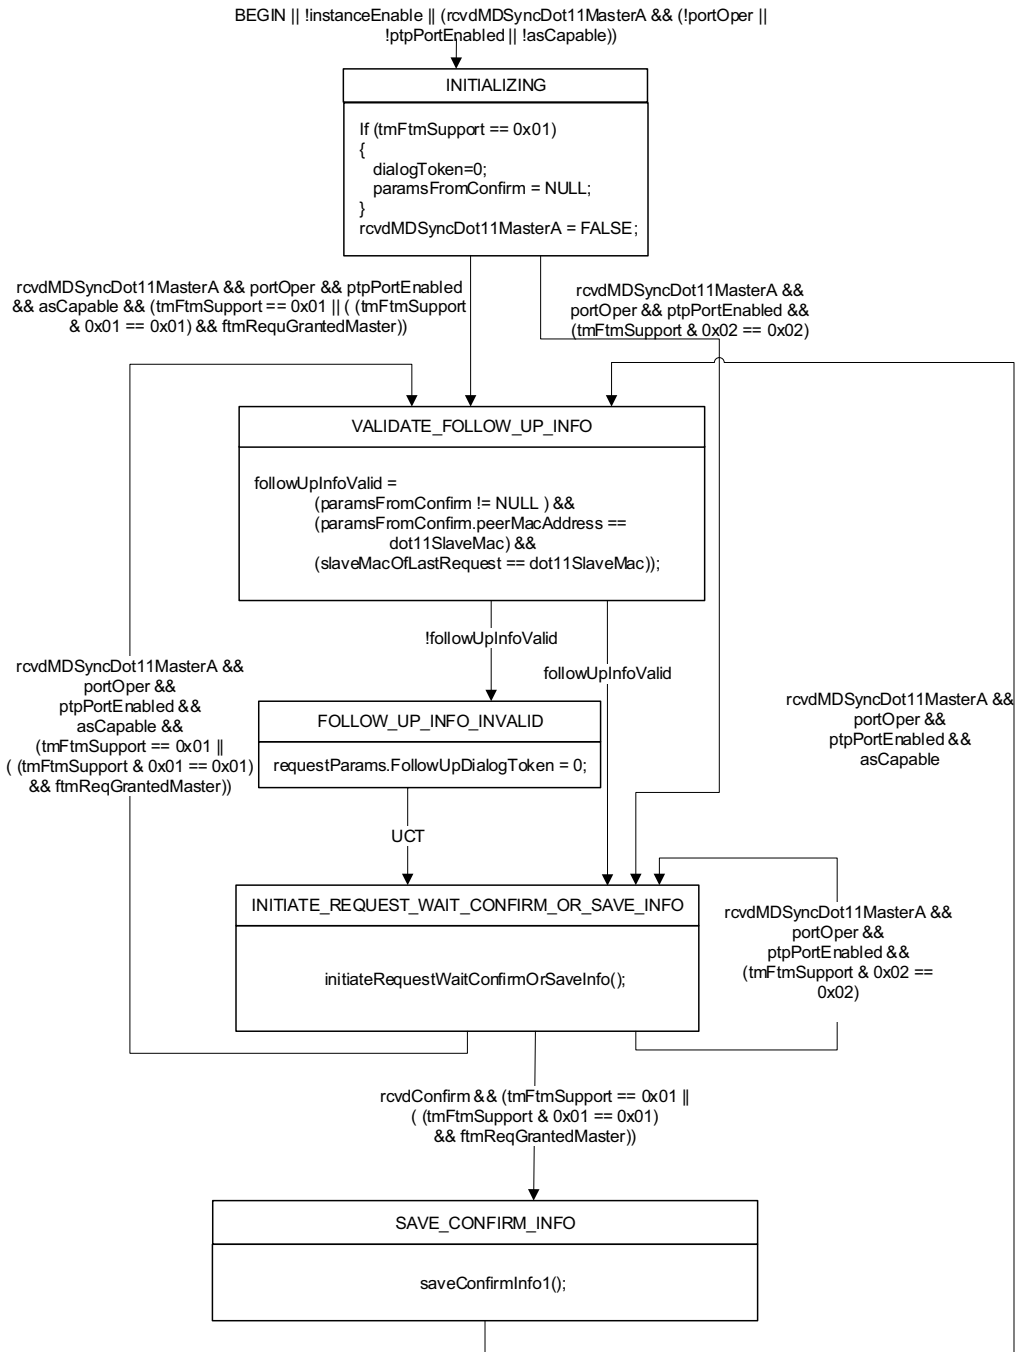 BEGIN || !instanceEnable || (rcvdMDSyncDot11MasterA && (!portOper ||
!ptpPortEnabled || !asCapable))
INITIALIZING
If (tmFtmSupport == 0x01)
{
dialogToken=0;
paramsFromConfirm = NULL;
}
rcvdMDSyncDot11MasterA = FALSE;
rcvdMDSyncDot11MasterA && portOper && ptpPortEnabled
&& asCapable && (tmFtmSupport == 0x01 || ( (tmFtmSupport
& 0x01 == 0x01) && ftmRequGrantedMaster))
rcvdMDSyncDot11MasterA &&
portOper && ptpPortEnabled &&
(tmFtmSupport & 0x02 == 0x02)
VALIDATE_FOLLOW_UP_INFO
followUpInfoValid =
(paramsFromConfirm != NULL ) &&
(paramsFromConfirm.peerMacAddress ==
dot11SlaveMac) &&
(slaveMacOfLastRequest == dot11SlaveMac));
!followUpInfoValid
followUpInfoValid
rcvdMDSyncDot11MasterA &&
portOper &&
ptpPortEnabled &&
asCapable &&
(tmFtmSupport == 0x01 ||
( (tmFtmSupport & 0x01 == 0x01)
&& ftmReqGrantedMaster))
rcvdMDSyncDot11MasterA &&
portOper &&
ptpPortEnabled &&
asCapable
FOLLOW_UP_INFO_INVALID
requestParams.FollowUpDialogToken = 0;
UCT
INITIATE_REQUEST_WAIT_CONFIRM_OR_SAVE_INFO
initiateRequestWaitConfirmOrSaveInfo();
rcvdMDSyncDot11MasterA &&
portOper &&
ptpPortEnabled &&
(tmFtmSupport & 0x02 ==
0x02)
rcvdConfirm && (tmFtmSupport == 0x01 ||
( (tmFtmSupport & 0x01 == 0x01)
&& ftmReqGrantedMaster))
SAVE_CONFIRM_INFO
saveConfirmInfo1();